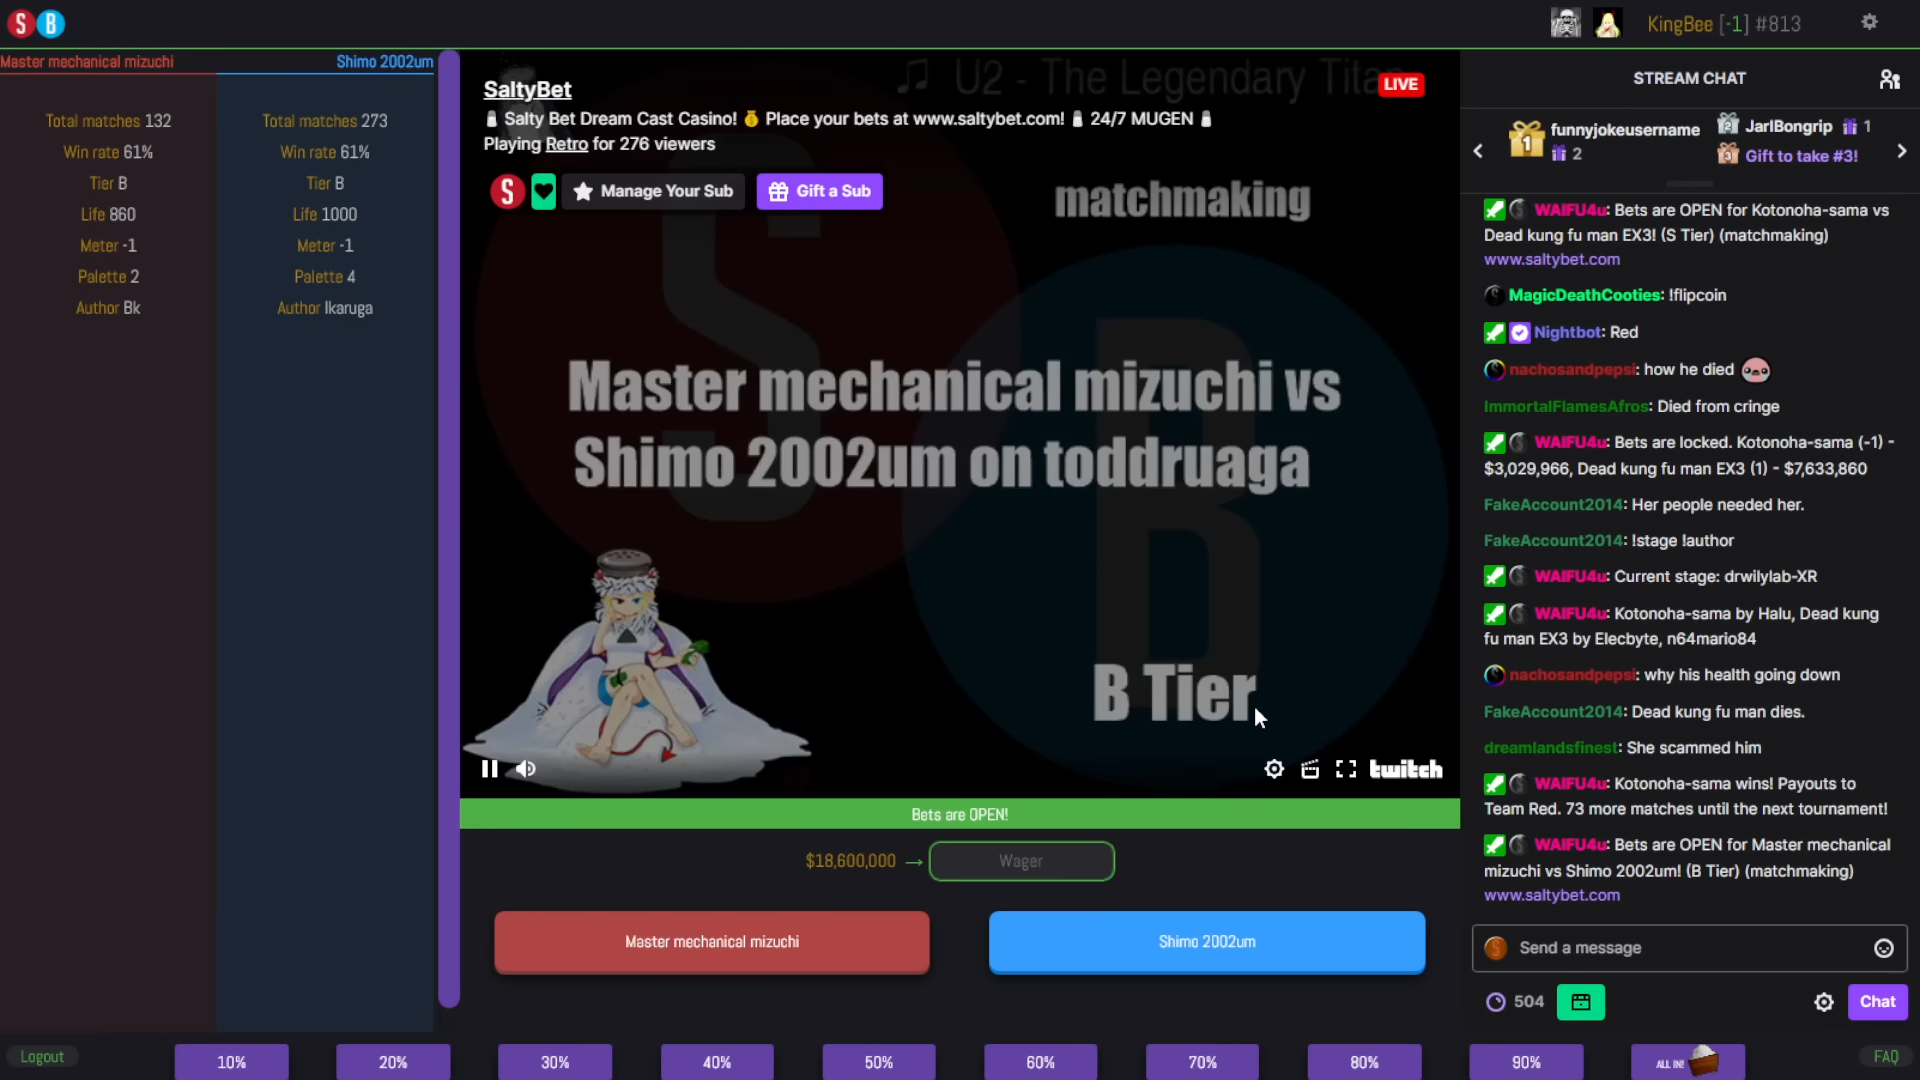 S B
KingBee [-1] #813
Master mechanical mizuchi
Shimo 2002um
Total matches 132
Win rate 61%
Tier B
Life 860
Meter -1
Palette 2
Author Bk
Total matches 273
Win rate 61%
Tier B
Life 1000
Meter -1
Palette 4
Author Ikaruga
♫ U2 - The Legendary Tita
SaltyBet
LIVE
Salty Bet Dream Cast Casino! 💰 Place your bets at www.saltybet.com! 24/7 MUGEN
Playing Retro for 276 viewers
S
Manage Your Sub
Gift a Sub
matchmaking
Master mechanical mizuchi vs
Shimo 2002um on toddruaga
B Tier
twitch
Bets are OPEN!
$18,600,000 → Wager
Master mechanical mizuchi
Shimo 2002um
STREAM CHAT
1 funnyjokeusername
2
2 JarlBongrip 1
3 Gift to take #3!
WAIFU4u: Bets are OPEN for Kotonoha-sama vs
Dead kung fu man EX3! (S Tier) (matchmaking)
www.saltybet.com
MagicDeathCooties: !flipcoin
Nightbot: Red
nachosandpepsi: how he died
ImmortalFlamesAfros: Died from cringe
WAIFU4u: Bets are locked. Kotonoha-sama (-1) -
$3,029,966, Dead kung fu man EX3 (1) - $7,633,860
FakeAccount2014: Her people needed her.
FakeAccount2014: !stage !author
WAIFU4u: Current stage: drwilylab-XR
WAIFU4u: Kotonoha-sama by Halu, Dead kung
fu man EX3 by Elecbyte, n64mario84
nachosandpepsi: why his health going down
FakeAccount2014: Dead kung fu man dies.
dreamlandsfinest: She scammed him
WAIFU4u: Kotonoha-sama wins! Payouts to
Team Red. 73 more matches until the next tournament!
WAIFU4u: Bets are OPEN for Master mechanical
mizuchi vs Shimo 2002um! (B Tier) (matchmaking)
www.saltybet.com
Send a message
504
Chat
Logout
10%
20%
30%
40%
50%
60%
70%
80%
90%
ALL IN!
FAQ